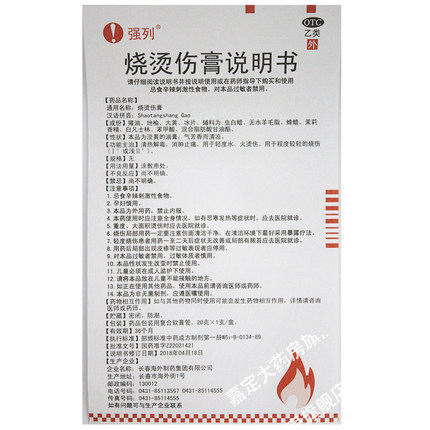 强列
OTC
乙类
外
烧烫伤膏说明书
请仔细阅读说明书并按说明使用或在药师指导下购买和使用
忌食辛辣刺激性食物,对本品过敏者禁用。
【药品名称】
通用名称:烧烫伤膏
汉语拼音:Shaotangshang Gao
【成份】獾油、地榆、大黄、冰片、辅料为:虫白蜡、无水羊毛脂、蜂蜡、茉莉
香精、白凡士林、苯甲酸、混合脂肪酸甘油酯。
【性状】本品为泛黄的油膏;气芳香而清凉。
【功能主治】清热解毒,消肿止痛。用于轻度水、火烫伤。用于程度较轻的烧伤
(Ⅰ°或浅Ⅱ°)。
【规格】无
【用法用量】涂敷患处。
【不良反应】尚不明确。
【禁忌】尚不明确。
【注意事项】
1. 忌食辛辣刺激性食物。
2. 孕妇慎用。
3. 本品为外用药,禁止内服。
4. 本药使用时应注意全身情况,如有恶寒发热等症状时,应去医院就诊。
5. 重度、大面积烫伤时应去医院就诊。
6. 烧伤局部用药一定要注意创面清洁干净,在清洁环境下最好采用暴露疗法。
7. 轻度烧伤患者用药一至二天后症状无改善或局部有脓苔应去医院就诊。
8. 用药后局部出现皮疹等过敏表现者应停用。
9. 对本品过敏者禁用,过敏体质者慎用。
10. 本品性状发生改变时禁止使用。
11. 儿童必须在成人监护下使用。
12. 请将本品放在儿童不能接触的地方。
13. 如正在使用其他药品,使用本品前请咨询医师或药师。
14. 本品为非无菌制剂,应遵医嘱使用。
【药物相互作用】如与其他药物同时使用可能会发生药物相互作用,详情请咨询
医师或药师。
【贮藏】密闭,防潮。
【包装】药品包装用复合软膏管,20克×1支/盒。
【有效期】36个月
【执行标准】部颁标准中药成方制剂第一册WS3-B-0134-89
【批准文号】国药准字Z22021421
【说明书修订日期】2018年04月18日
【生产企业】
企业名称:长春海外制药集团有限公司
生产地址:长春市海外街1号
邮政编码:130012
电话号码:0431-85113567 0431-85114555
传真号码:0431-85114555
如有问题可与生产企业联系
嘉定大药房旗